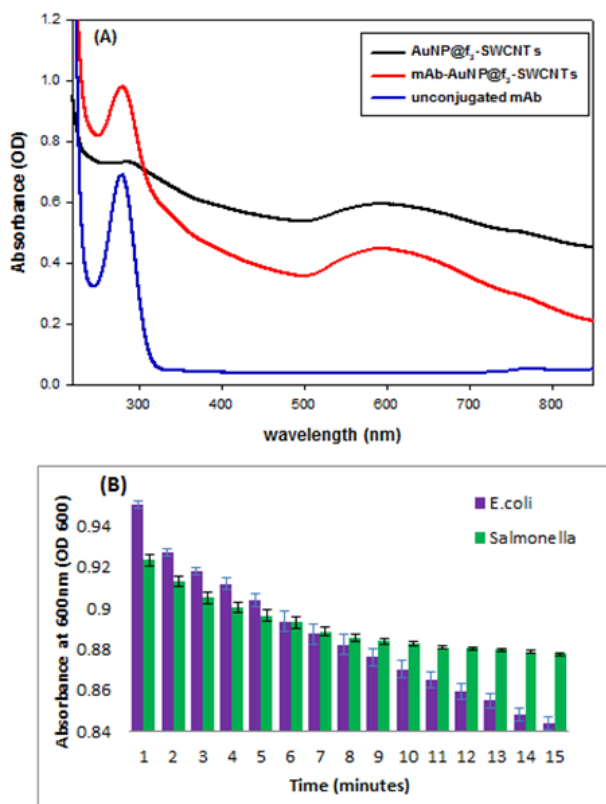 (A)
AuNP@f₃-SWCNTs
mAb-AuNP@f₃-SWCNTs
unconjugated mAb
Absorbance (OD)
1.2
1.0
0.8
0.6
0.4
0.2
0.0
300 400 500 600 700 800
wavelength (nm)
(B)
E.coli
Salmonella
Absorbance at 600nm (OD 600)
0.94
0.92
0.9
0.88
0.86
0.84
1 2 3 4 5 6 7 8 9 10 11 12 13 14 15
Time (minutes)